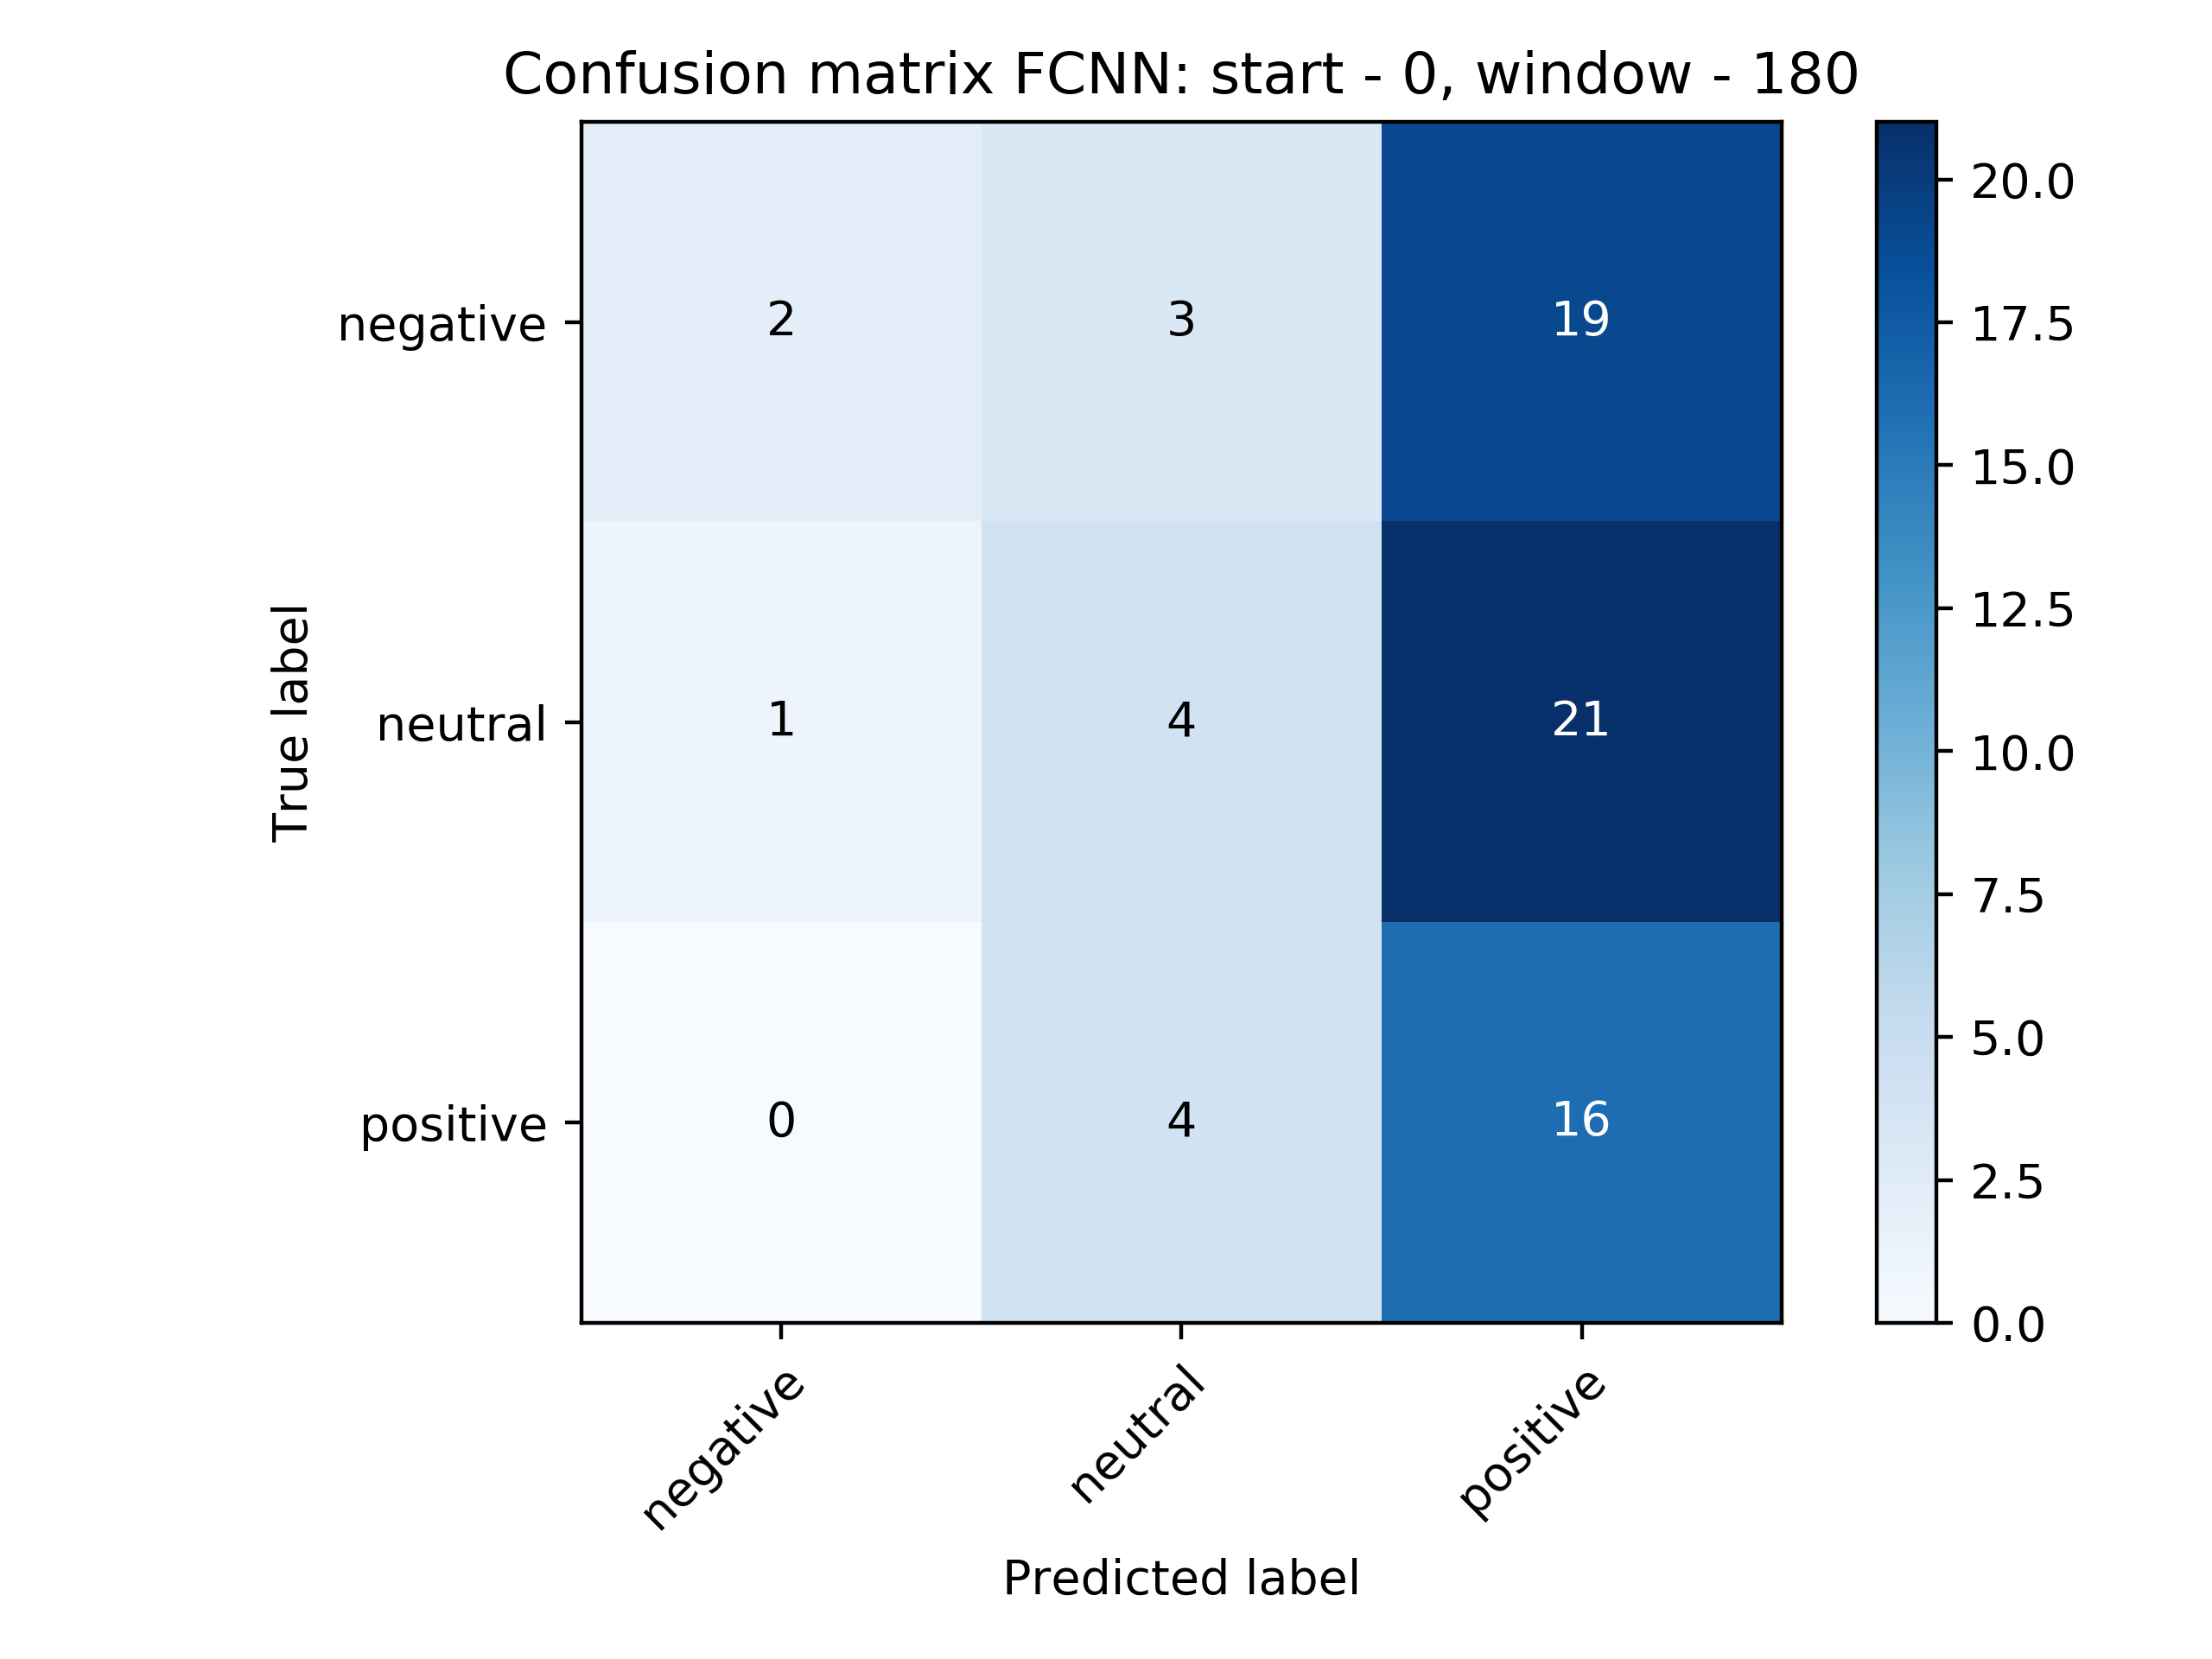 Confusion matrix FCNN: start - 0, window - 180
True label
negative
2 3 19
neutral
1 4 21
positive
0 4 16
negative
neutral
positive
Predicted label
20.0
17.5
15.0
12.5
10.0
7.5
5.0
2.5
0.0